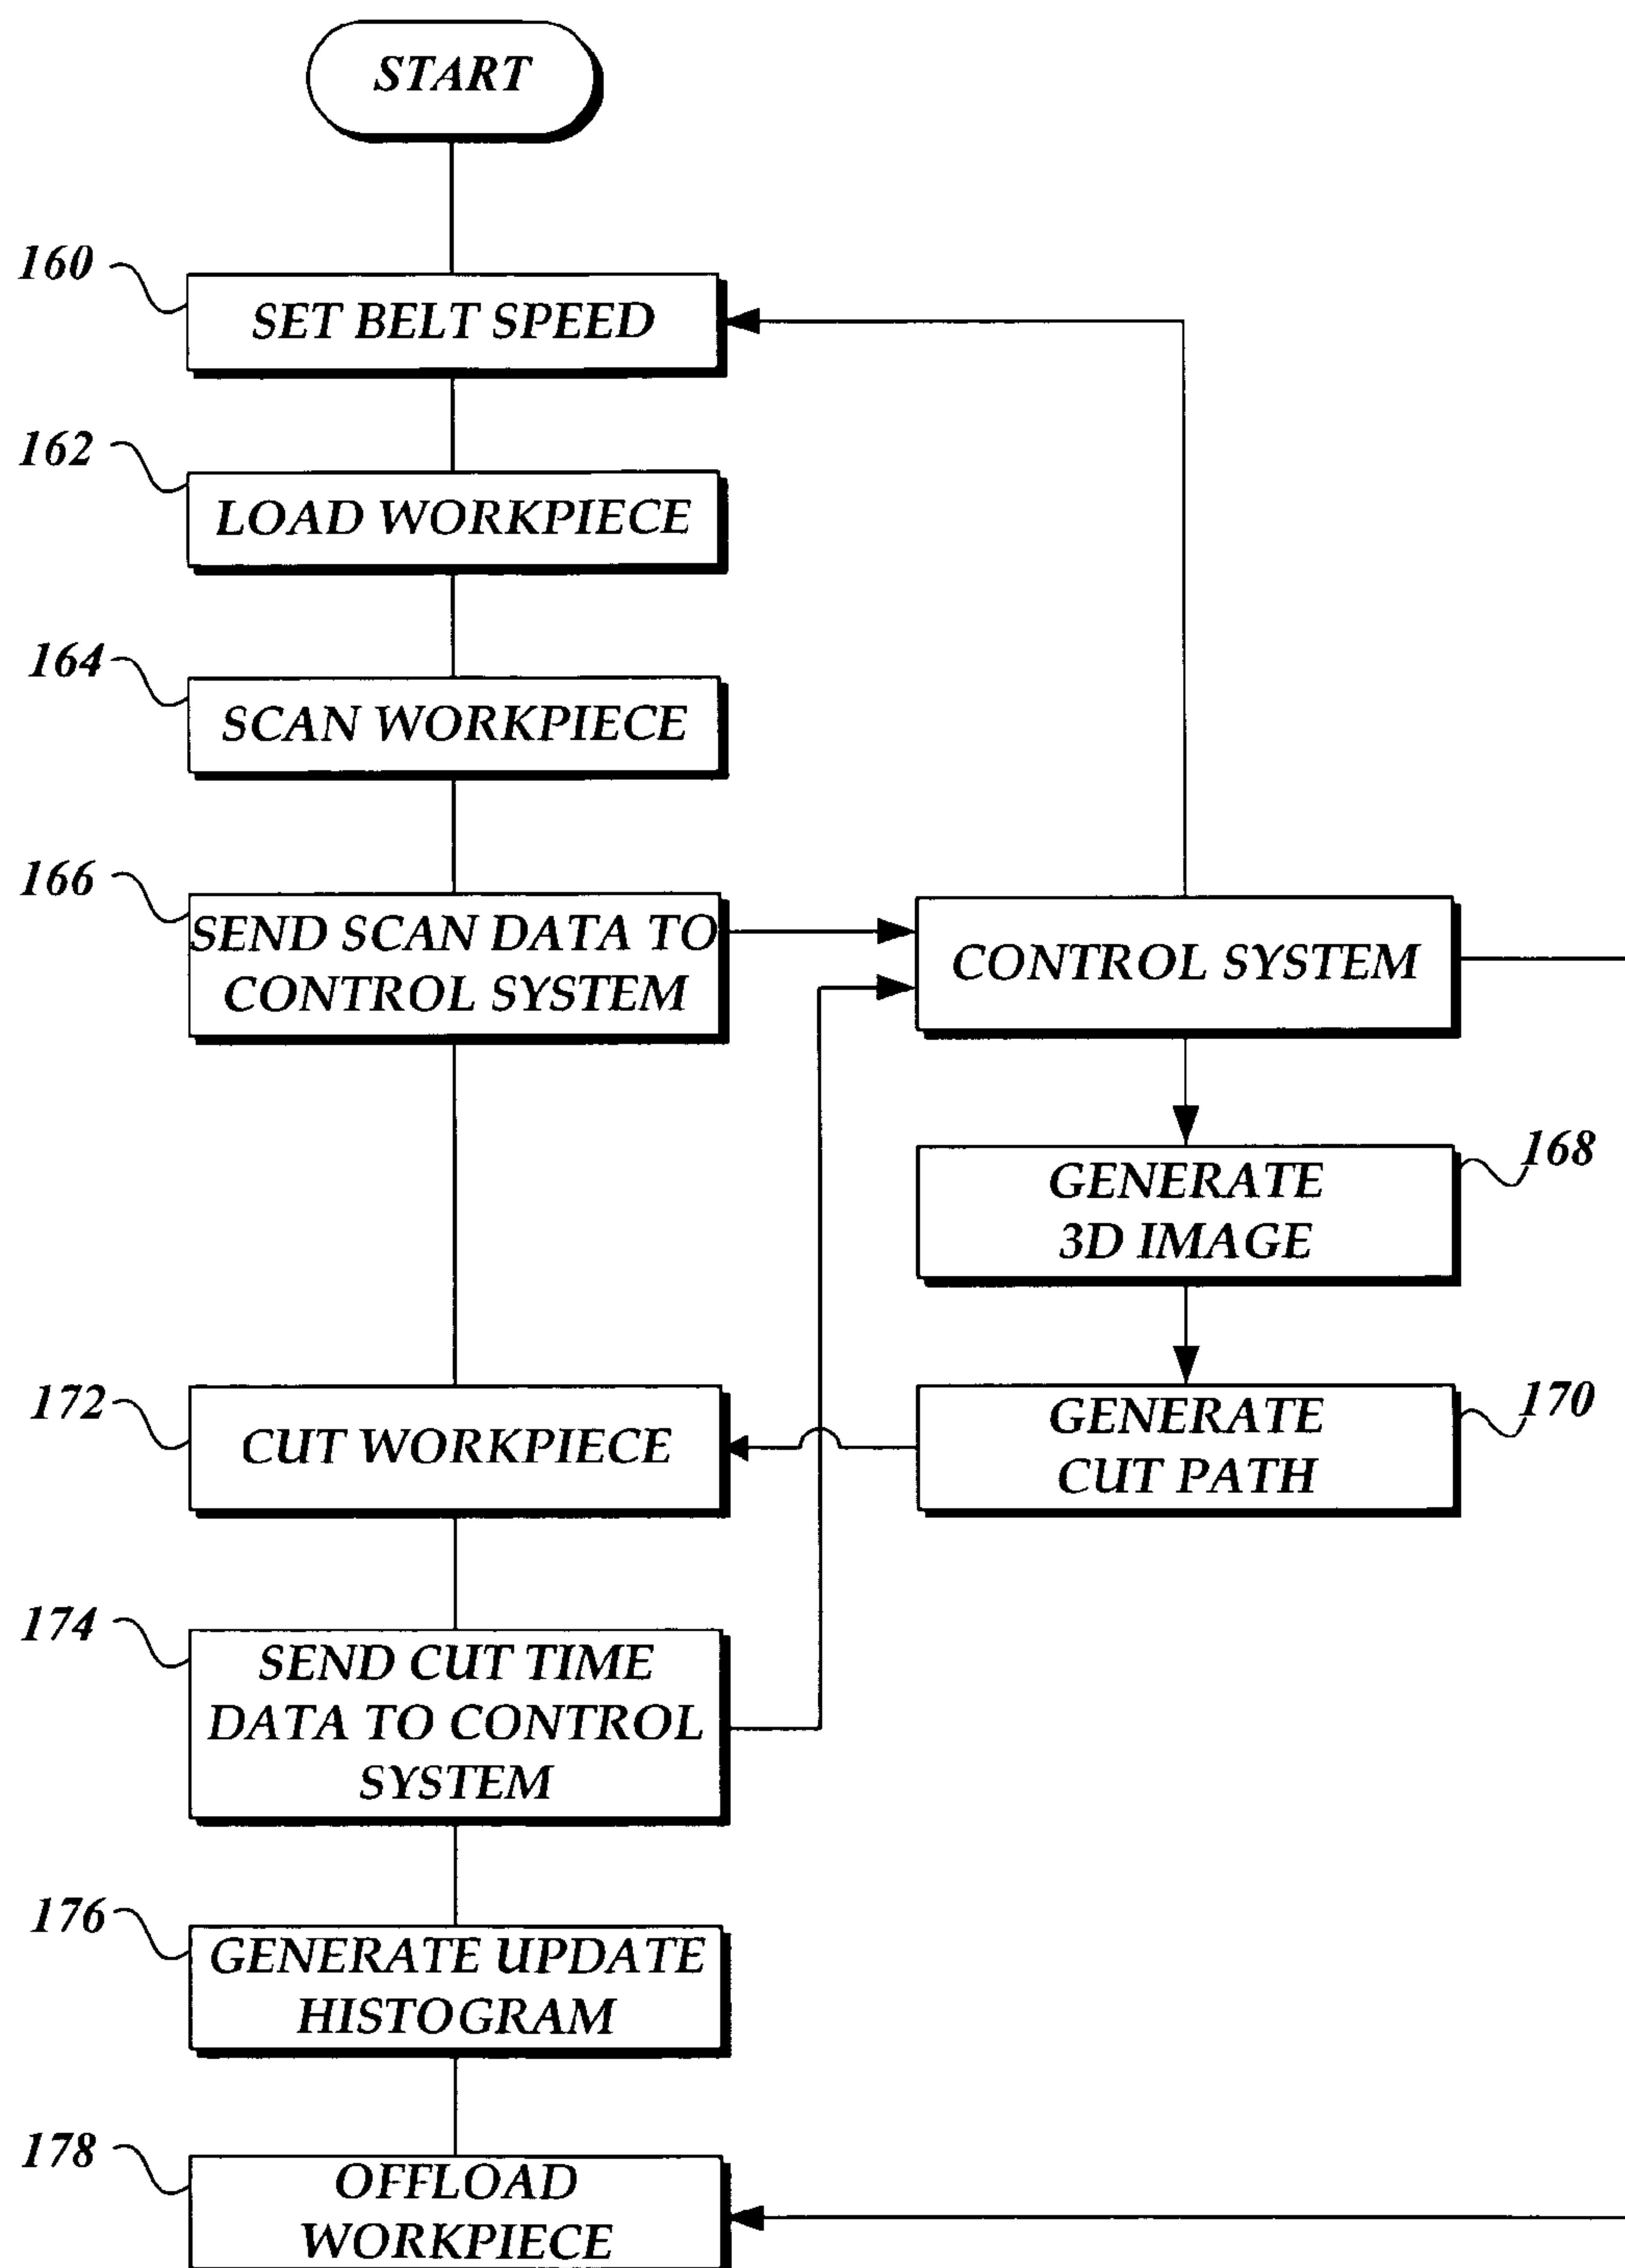 START
160
SET BELT SPEED
162
LOAD WORKPIECE
164
SCAN WORKPIECE
166
SEND SCAN DATA TO
CONTROL SYSTEM
CONTROL SYSTEM
168
GENERATE
3D IMAGE
170
GENERATE
CUT PATH
172
CUT WORKPIECE
174
SEND CUT TIME
DATA TO CONTROL
SYSTEM
176
GENERATE UPDATE
HISTOGRAM
178
OFFLOAD
WORKPIECE